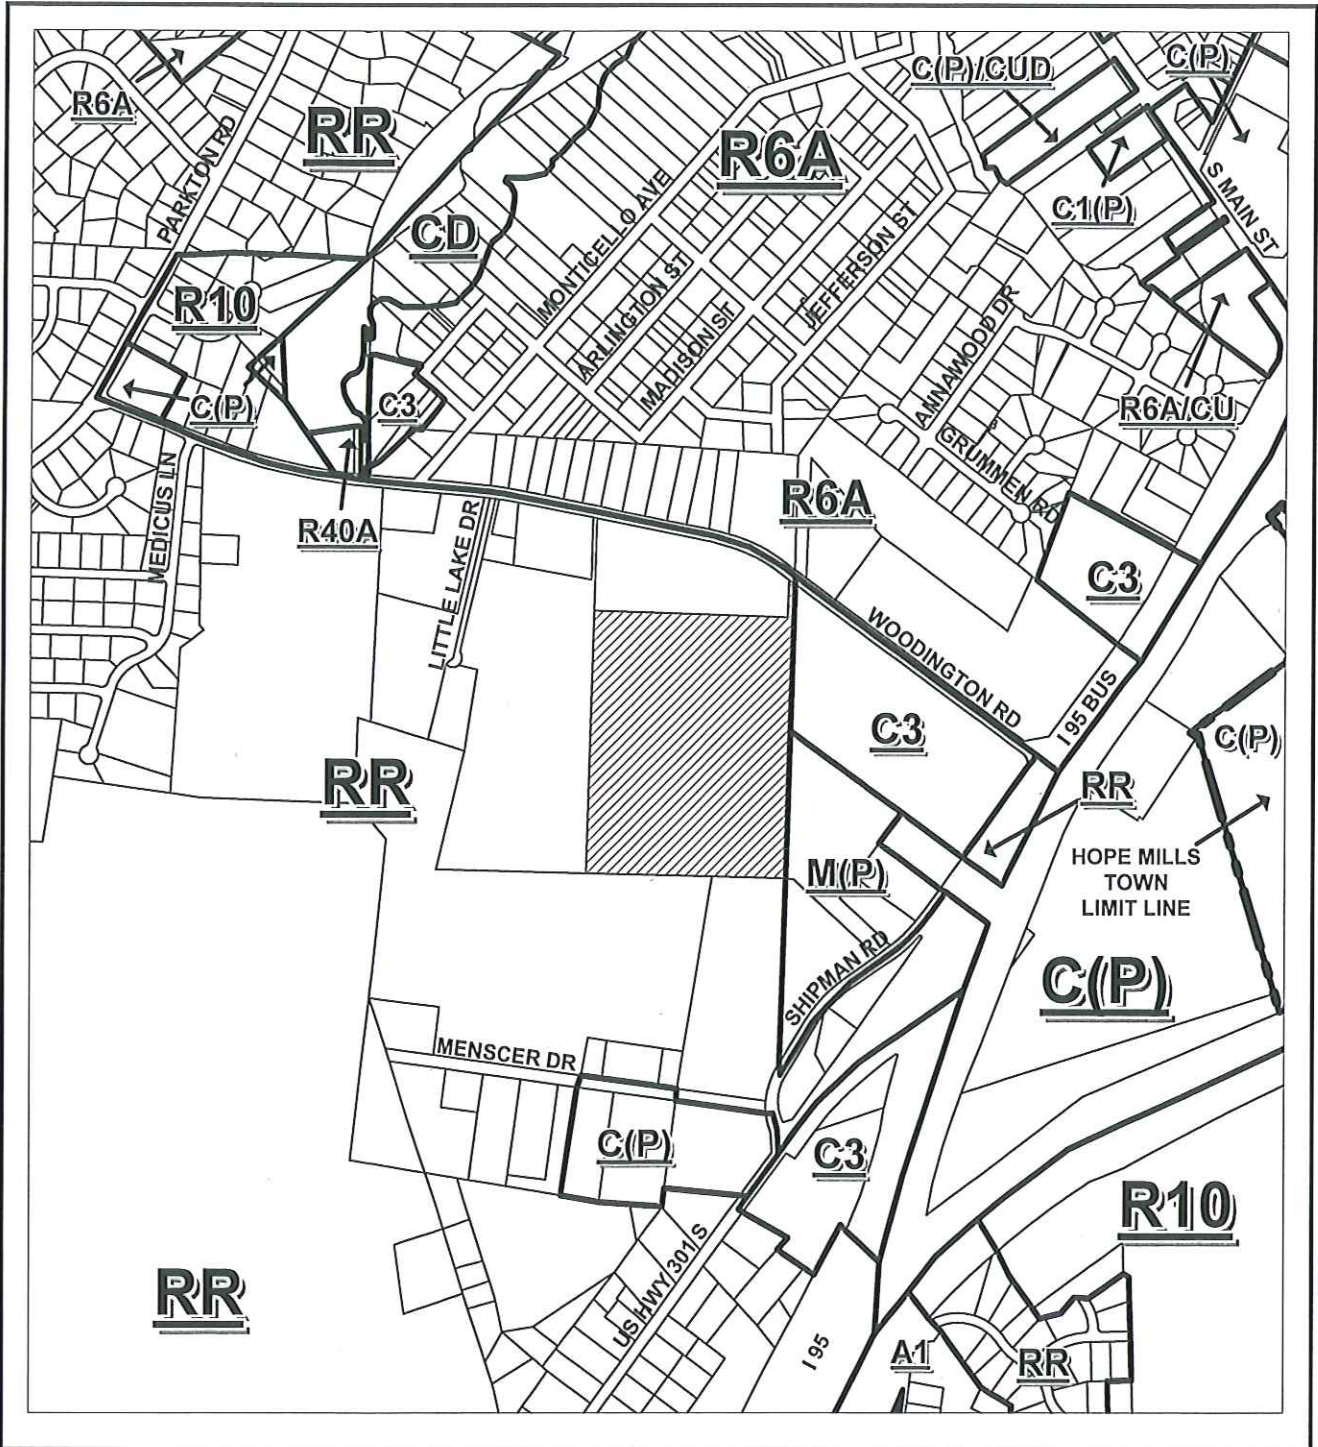 C(P)/CUD
C(P)
R6A
RR
PARKTON RD
R6A
S MAIN ST
C1(P)
CD
MONTICELLO AVE
ARLINGTON ST
JEFFERSON ST
R10
MADISON ST
ANNAWOOD DR
C(P)
C3
R6A/CU
GRUMMEN RD
MEDICUS LN
R40A
R6A
LITTLE LAKE DR
C3
WOODINGTON RD
C3
I 95 BUS
C(P)
RR
RR
HOPE MILLS
TOWN
LIMIT LINE
M(P)
SHIPMAN RD
C(P)
MENSCER DR
C(P)
C3
R10
US HWY 301 S
RR
I 95
A1
RR